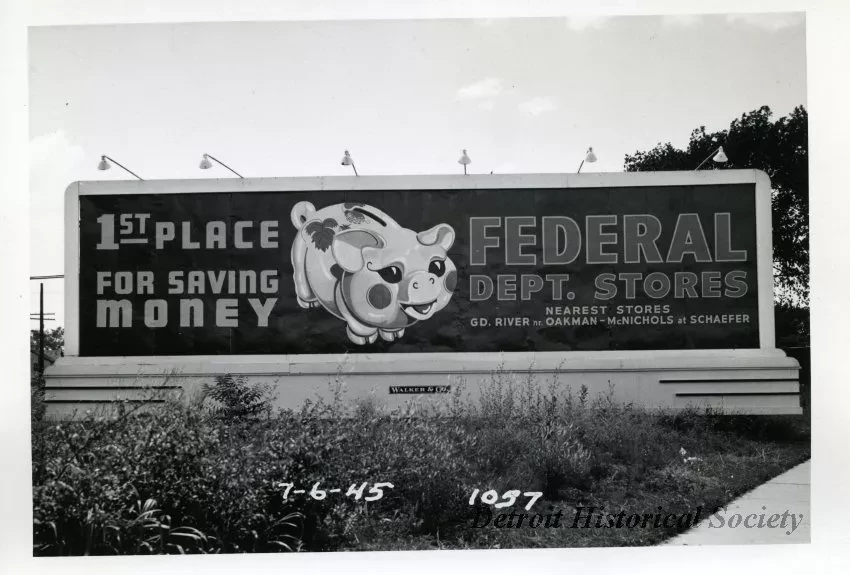 1ST PLACE
FOR SAVING
MONEY
FEDERAL
DEPT. STORES
NEAREST STORES
GD. RIVER nr. OAKMAN - McNICHOLS at SCHAEFER
WALKER & CO.
7-6-45
1037
Detroit Historical Society